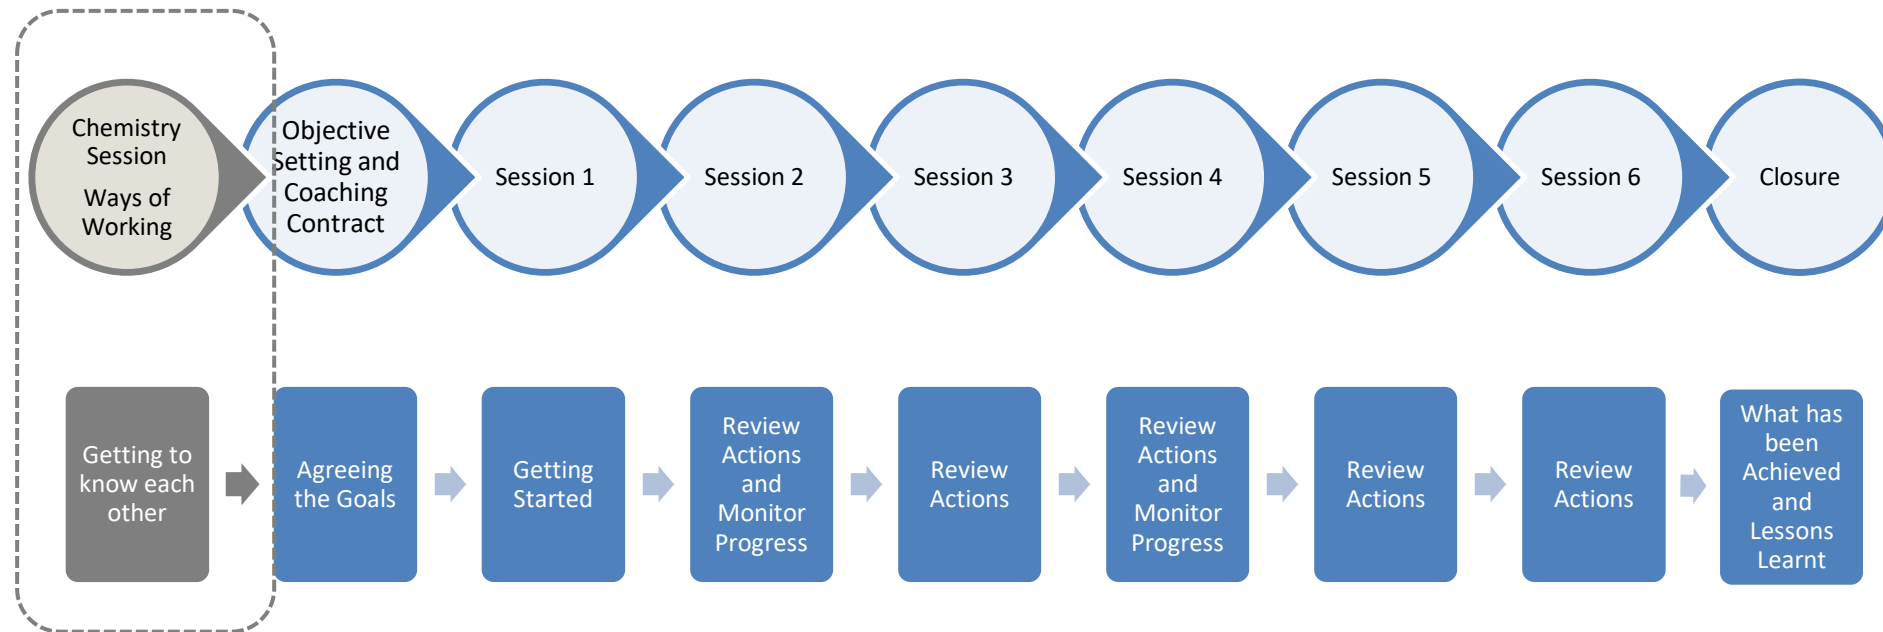 Chemistry
Session
Ways of
Working
Objective
Setting and
Coaching
Contract
Session 1
Session 2
Session 3
Session 4
Session 5
Session 6
Closure
Getting to
know each
other
Agreeing
the Goals
Getting
Started
Review
Actions
and
Monitor
Progress
Review
Actions
Review
Actions
and
Monitor
Progress
Review
Actions
Review
Actions
What has
been
Achieved
and
Lessons
Learnt